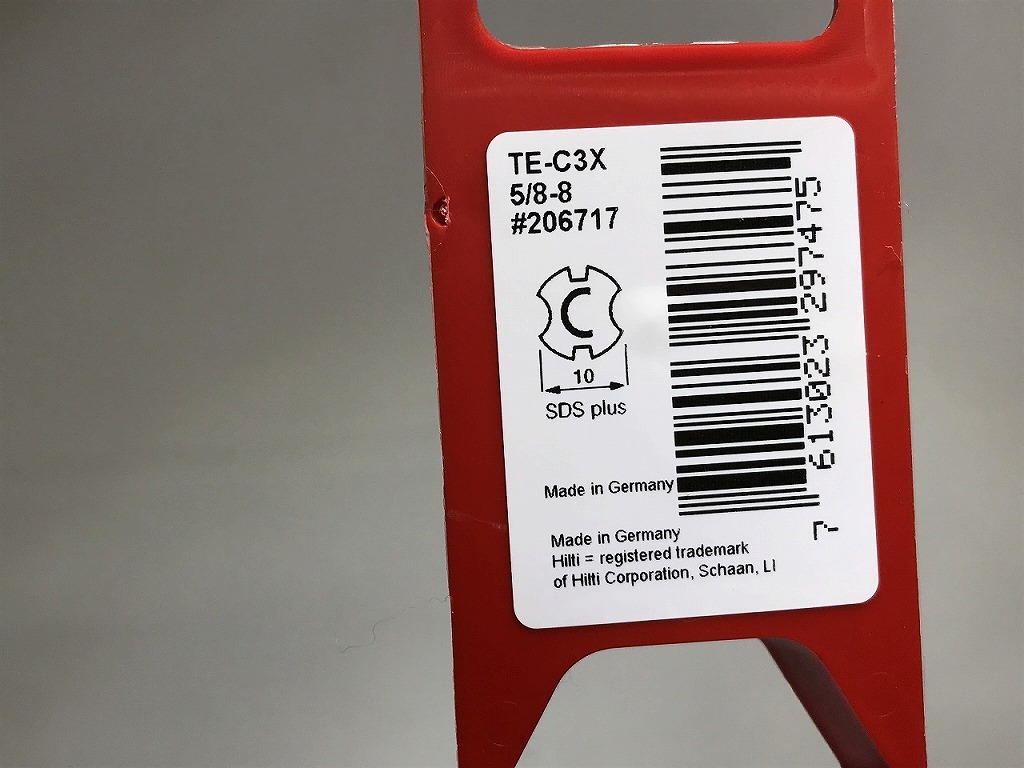 TE-C3X
5/8-8
#206717
C
10
SDS plus
Made in Germany
Made in Germany
Hilti = registered trademark
of Hilti Corporation, Schaan, LI
7 613023 297475